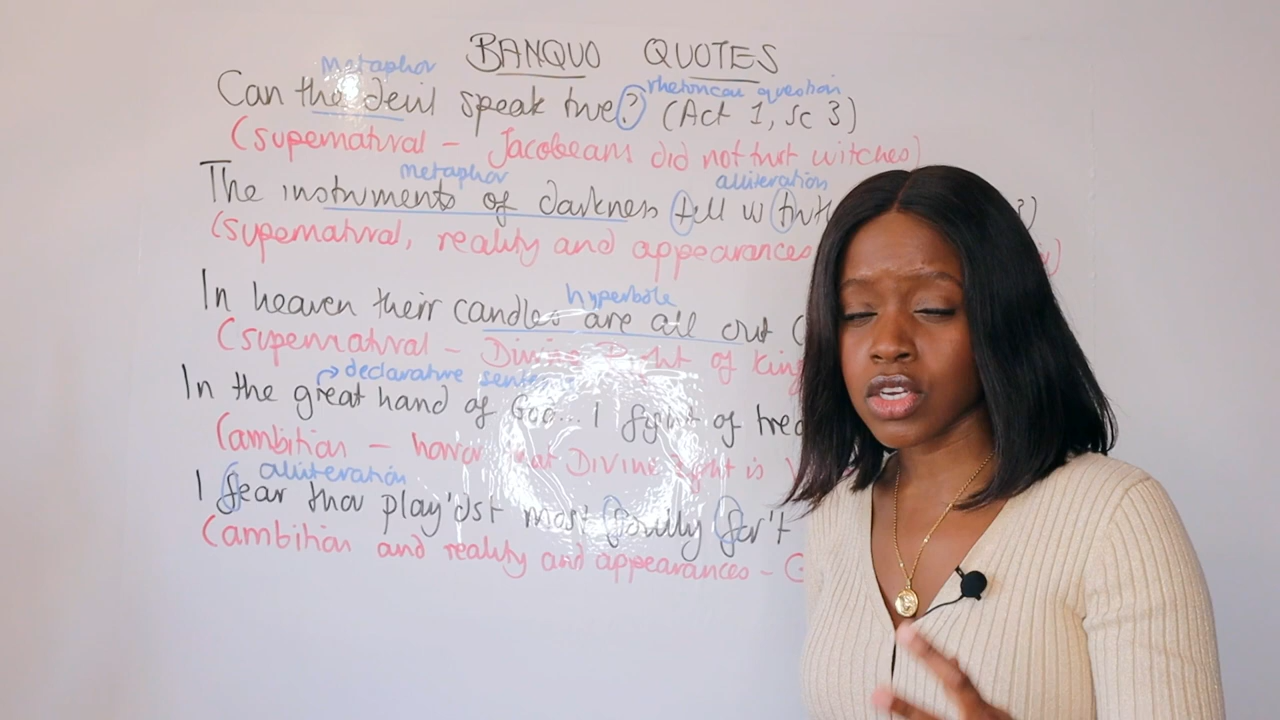 BANQUO QUOTES
Metaphor
rhetorical question
Can the devil speak true? (Act 1, sc 3)
(supernatural - Jacobeans did not trust witches)
metaphor
alliteration
The instruments of darkness tell us 3)
(supernatural, reality and appearances
hyperbole
In heaven their candles are all out (
(supernatural - Divine Right of King
declarative
In the great hand of God... I fight of
(ambition - horror that Divine right is
alliteration
I fear thou play'dst most foully for't
(ambition and reality and appearances - G